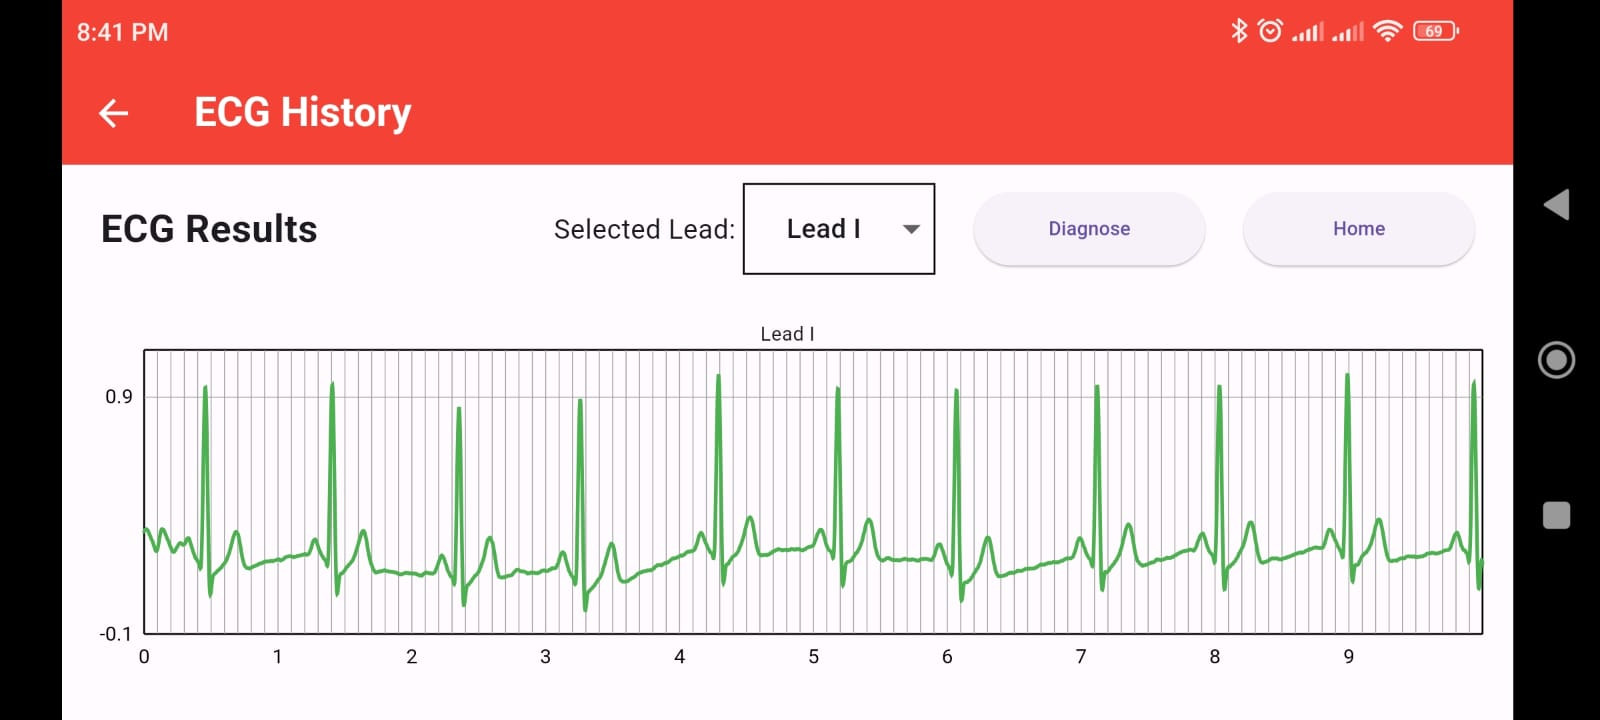 8:41 PM
69
ECG History
ECG Results
Selected Lead:
Lead I
Diagnose
Home
Lead I
0.9
-0.1
0 1 2 3 4 5 6 7 8 9